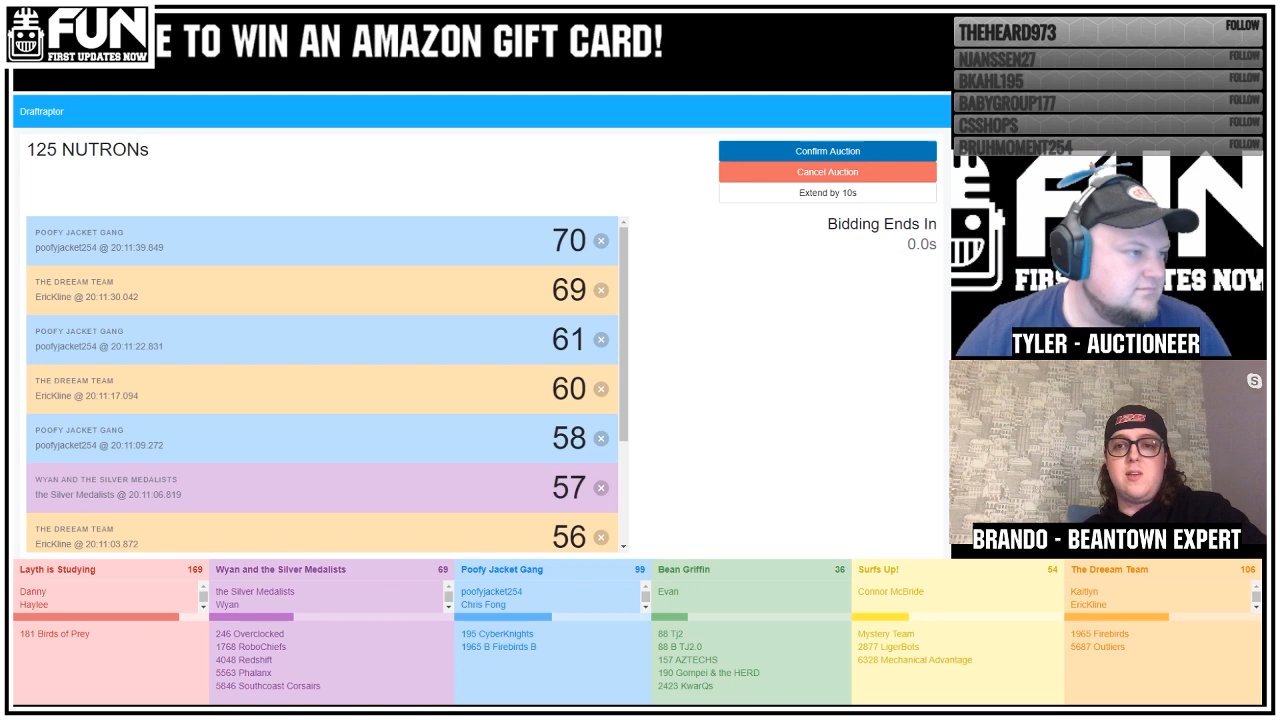 FUN
FIRST UPDATES NOW
E TO WIN AN AMAZON GIFT CARD!
THEHEARD973 FOLLOW
NJANSSEN27 FOLLOW
BKAHL195 FOLLOW
BABYGROUP177 FOLLOW
CSSHOPS FOLLOW
BRUHMOMENT254 FOLLOW
Draftraptor
125 NUTRONs
Confirm Auction
Cancel Auction
Extend by 10s
Bidding Ends In
0.0s
POOFY JACKET GANG
poofyjacket254 @ 20:11:39.849
70
THE DREEAM TEAM
EricKline @ 20:11:30.042
69
POOFY JACKET GANG
poofyjacket254 @ 20:11:22.831
61
THE DREEAM TEAM
EricKline @ 20:11:17.094
60
POOFY JACKET GANG
poofyjacket254 @ 20:11:09.272
58
WYAN AND THE SILVER MEDALISTS
the Silver Medalists @ 20:11:06.819
57
THE DREEAM TEAM
EricKline @ 20:11:03.872
56
TYLER - AUCTIONEER
BRANDO - BEANTOWN EXPERT
Layth is Studying 169
Danny
Haylee
181 Birds of Prey
Wyan and the Silver Medalists 69
the Silver Medalists
Wyan
246 Overclocked
1768 RoboChiefs
4048 Redshift
5563 Phalanx
5846 Southcoast Corsairs
Poofy Jacket Gang 99
poofyjacket254
Chris Fong
195 CyberKnights
1965 B Firebirds B
Bean Griffin 36
Evan
88 Tj2
88 B TJ2.0
157 AZTECHS
190 Gompei & the HERD
2423 KwarQs
Surfs Up! 54
Connor McBride
Mystery Team
2877 LigerBots
6328 Mechanical Advantage
The Dreeam Team 106
Kaitlyn
EricKline
1965 Firebirds
5687 Outliers